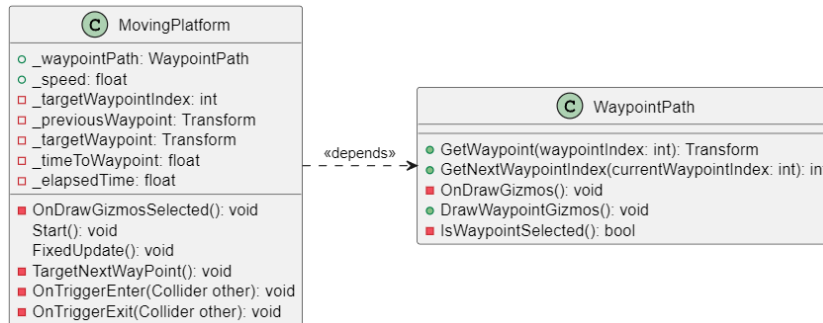 C MovingPlatform
_waypointPath: WaypointPath
_speed: float
_targetWaypointIndex: int
_previousWaypoint: Transform
_targetWaypoint: Transform
_timeToWaypoint: float
_elapsedTime: float
OnDrawGizmosSelected(): void
Start(): void
FixedUpdate(): void
TargetNextWayPoint(): void
OnTriggerEnter(Collider other): void
OnTriggerExit(Collider other): void
«depends»
C WaypointPath
GetWaypoint(waypointIndex: int): Transform
GetNextWaypointIndex(currentWaypointIndex: int): int
OnDrawGizmos(): void
DrawWaypointGizmos(): void
IsWaypointSelected(): bool